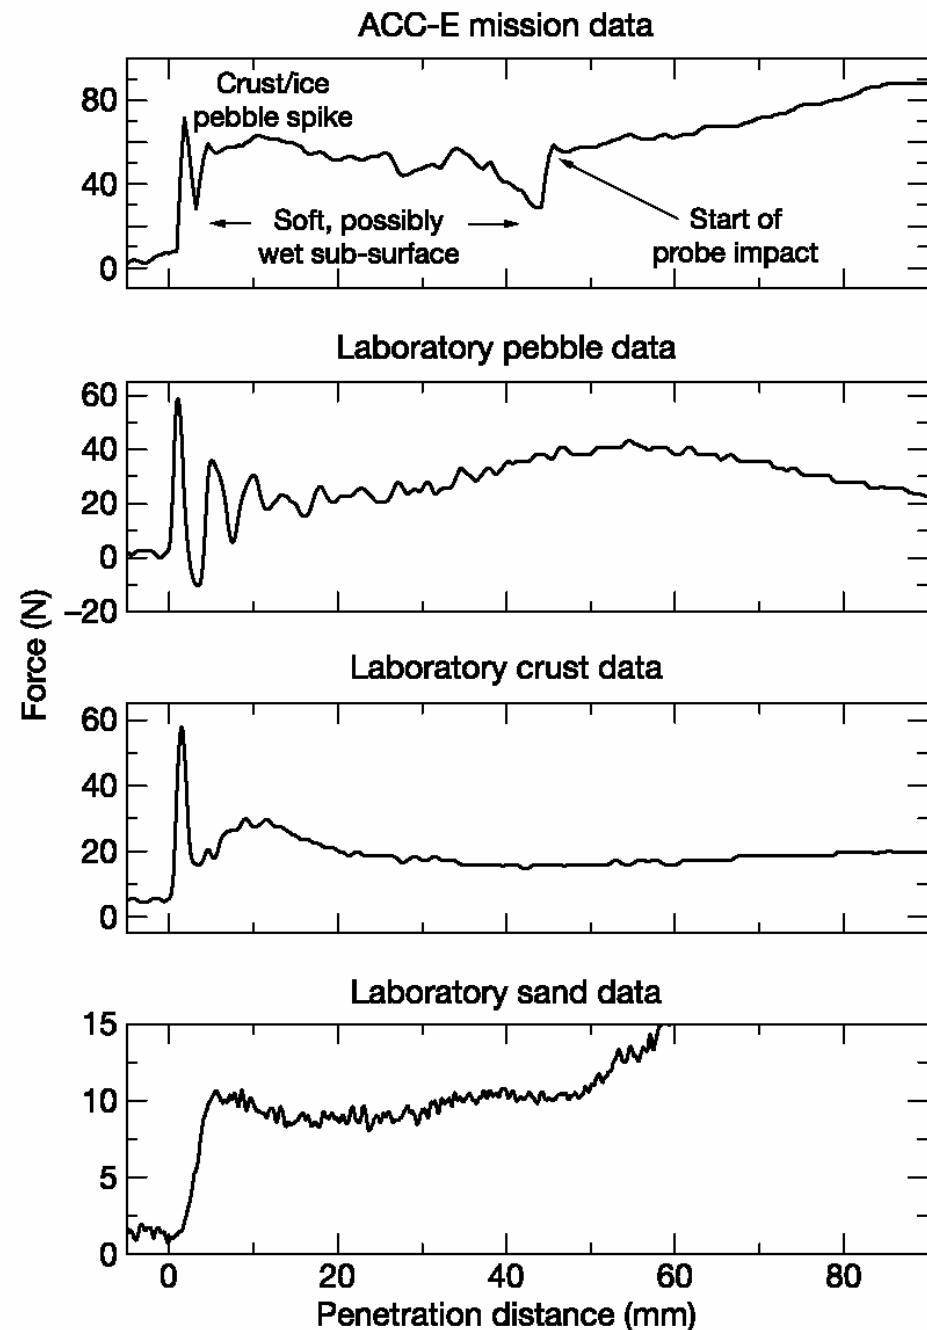 ACC-E mission data
Crust/ice
pebble spike
80
40
0
Soft, possibly
wet sub-surface
Start of
probe impact
Laboratory pebble data
60
40
20
0
−20
Force (N)
Laboratory crust data
60
40
20
0
Laboratory sand data
15
10
5
0
0 20 40 60 80
Penetration distance (mm)